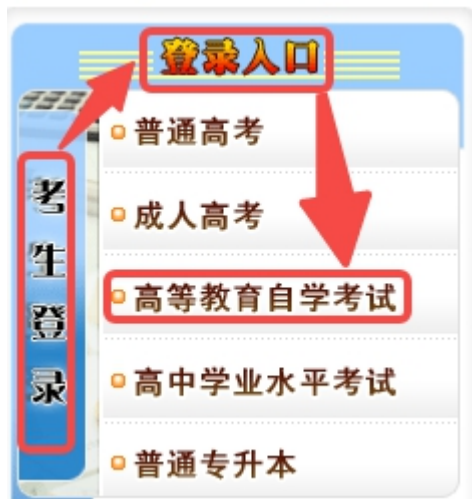 登录入口
考生登录
普通高考
成人高考
高等教育自学考试
高中学业水平考试
普通专升本